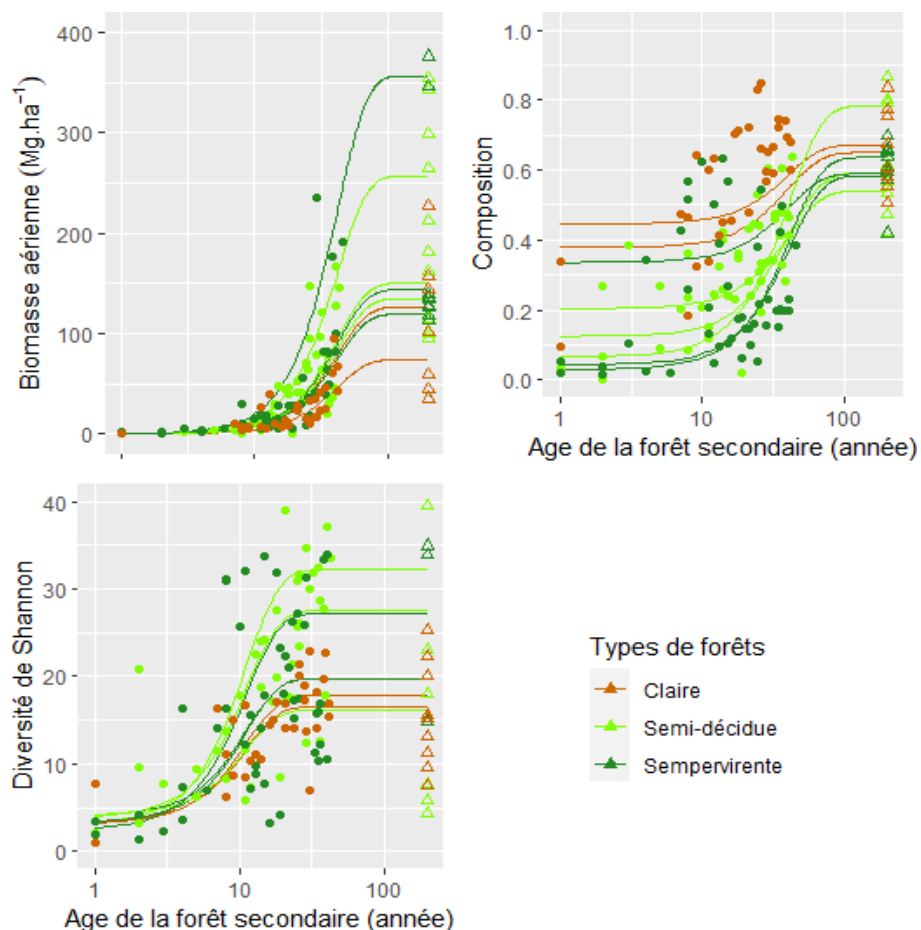 Biomasse aérienne (Mg.ha⁻¹)
400
300
200
100
0
Composition
1.0
0.8
0.6
0.4
0.2
0.0
1
10
100
Age de la forêt secondaire (année)
Diversité de Shannon
40
30
20
10
0
1
10
100
Age de la forêt secondaire (année)
Types de forêts
Claire
Semi-décidue
Sempervirente